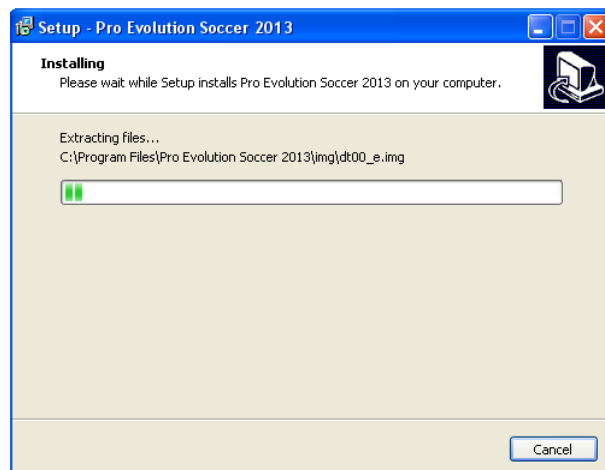 Setup - Pro Evolution Soccer 2013
Installing
Please wait while Setup installs Pro Evolution Soccer 2013 on your computer.
Extracting files...
C:\Program Files\Pro Evolution Soccer 2013\img\dt00_e.img
Cancel